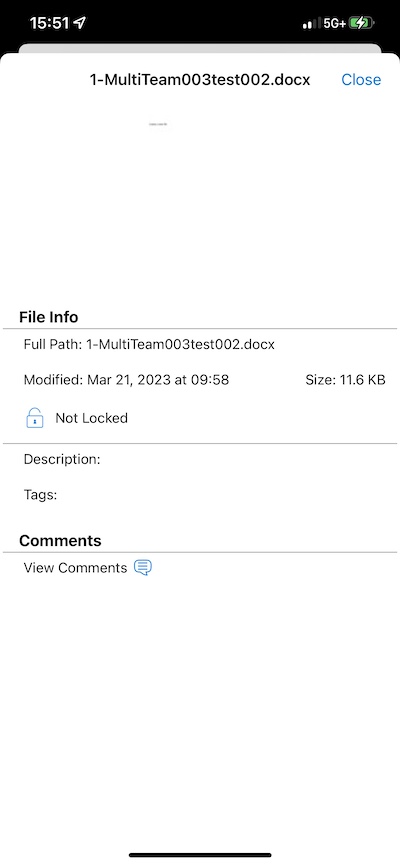 15:51 5G+
1-MultiTeam003test002.docx Close
File Info
Full Path: 1-MultiTeam003test002.docx
Modified: Mar 21, 2023 at 09:58 Size: 11.6 KB
Not Locked
Description:
Tags:
Comments
View Comments